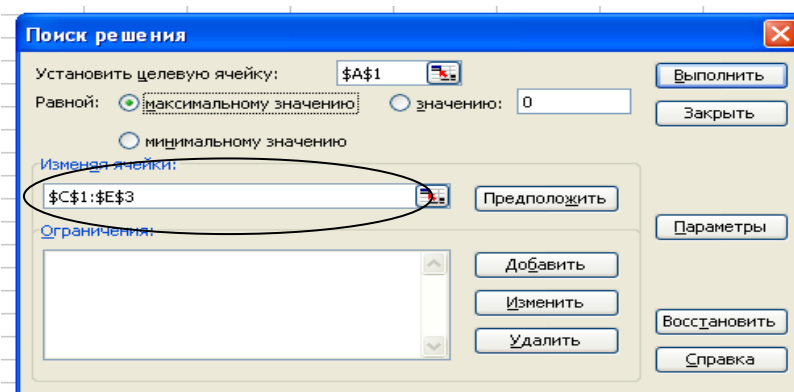 Поиск решения
Установить целевую ячейку: $A$1
Выполнить
Равной: максимальному значению значению: 0
Закрыть
минимальному значению
Изменяя ячейки:
$C$1:$E$3
Предположить
Ограничения:
Параметры
Добавить
Изменить
Восстановить
Удалить
Справка